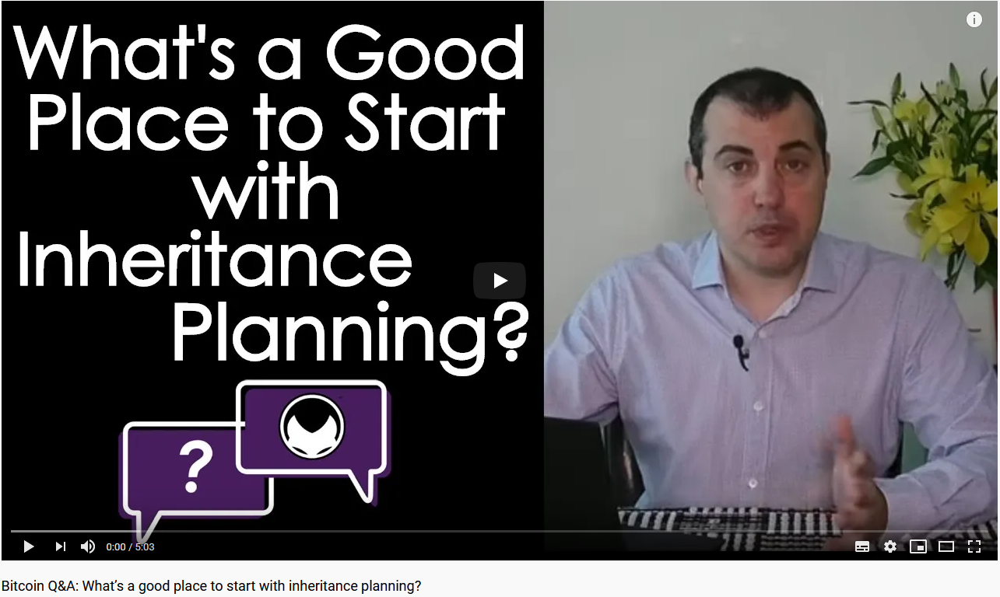 What's a Good
Place to Start
with
Inheritance
Planning?
?
0:00 / 5:03
Bitcoin Q&A: What’s a good place to start with inheritance planning?